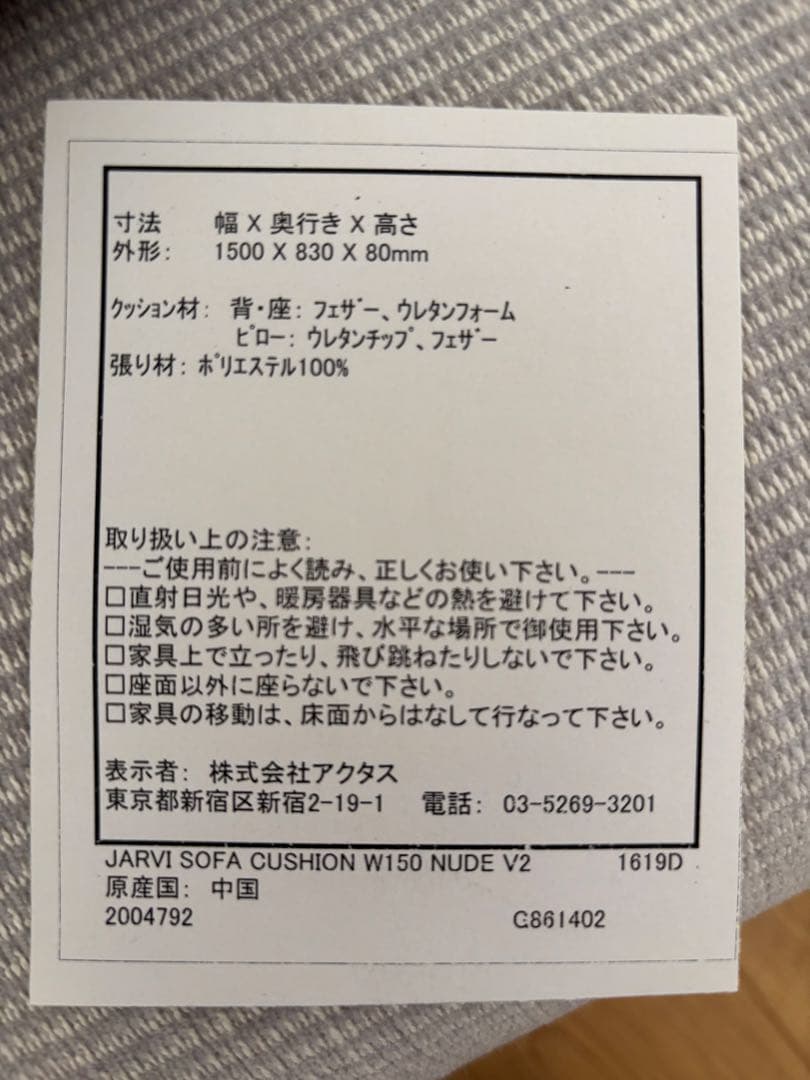 寸法　　幅 X 奥行き X 高さ
外形：　1500 X 830 X 80mm
ｸｯｼｮﾝ材：　背・座：ﾌｪｻﾞｰ、ｳﾚﾀﾝﾌｫｰﾑ
ﾋﾟﾛｰ：ｳﾚﾀﾝﾁｯﾌﾟ、ﾌｪｻﾞｰ
張り材：ﾎﾟﾘｴｽﾃﾙ100%
取り扱い上の注意：
---ご使用前によく読み、正しくお使い下さい。---
□直射日光や、暖房器具などの熱を避けて下さい。
□湿気の多い所を避け、水平な場所で御使用下さい。
□家具上で立ったり、飛び跳ねたりしないで下さい。
□座面以外に座らないで下さい。
□家具の移動は、床面からはなして行なって下さい。
表示者：　株式会社アクタス
東京都新宿区新宿2-19-1　電話：　03-5269-3201
JARVI SOFA CUSHION W150 NUDE V2　1619D
原産国：　中国
2004792　G861402